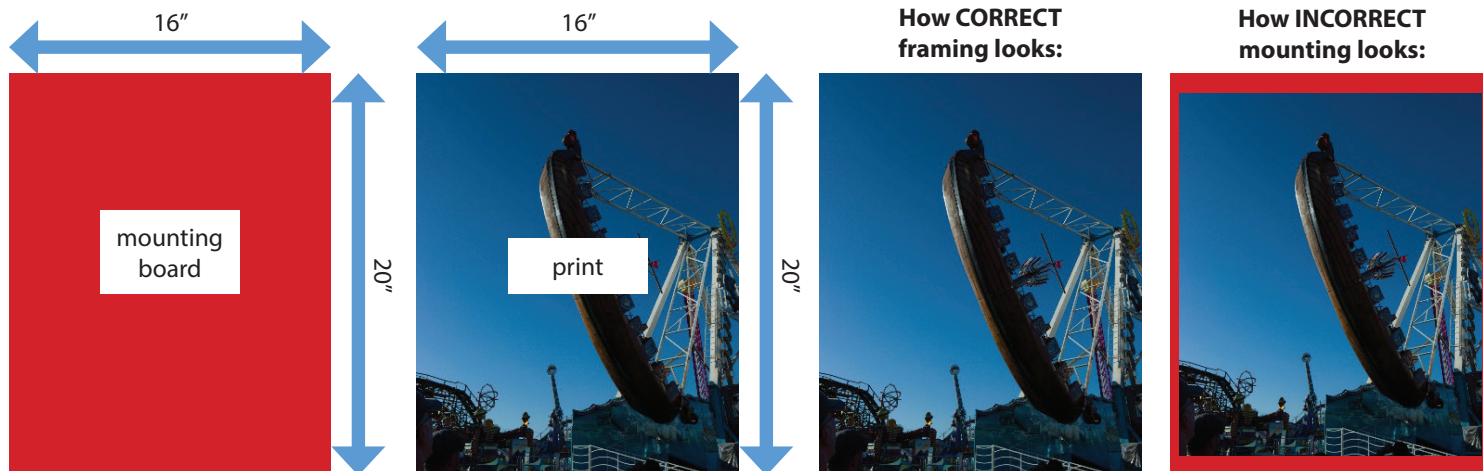 16”
mounting
board
20”
16”
print
20”
How CORRECT
framing looks:
How INCORRECT
mounting looks: